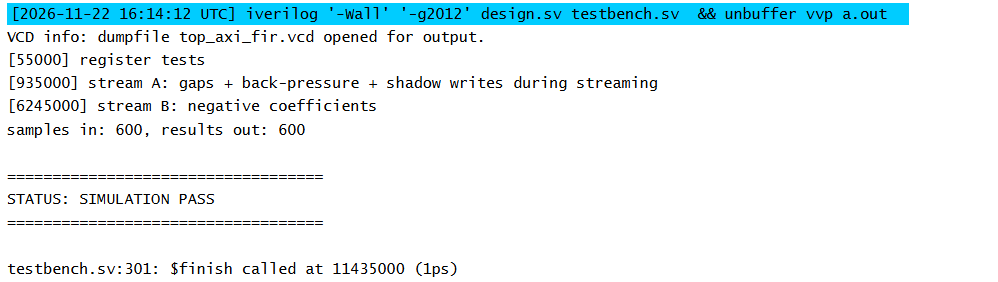 [2026-11-22 16:14:12 UTC] iverilog '-Wall' '-g2012' design.sv testbench.sv  && unbuffer vvp a.out
VCD info: dumpfile top_axi_fir.vcd opened for output.
[55000] register tests
[935000] stream A: gaps + back-pressure + shadow writes during streaming
[6245000] stream B: negative coefficients
samples in: 600, results out: 600
===================================
STATUS: SIMULATION PASS
===================================
testbench.sv:301: $finish called at 11435000 (1ps)